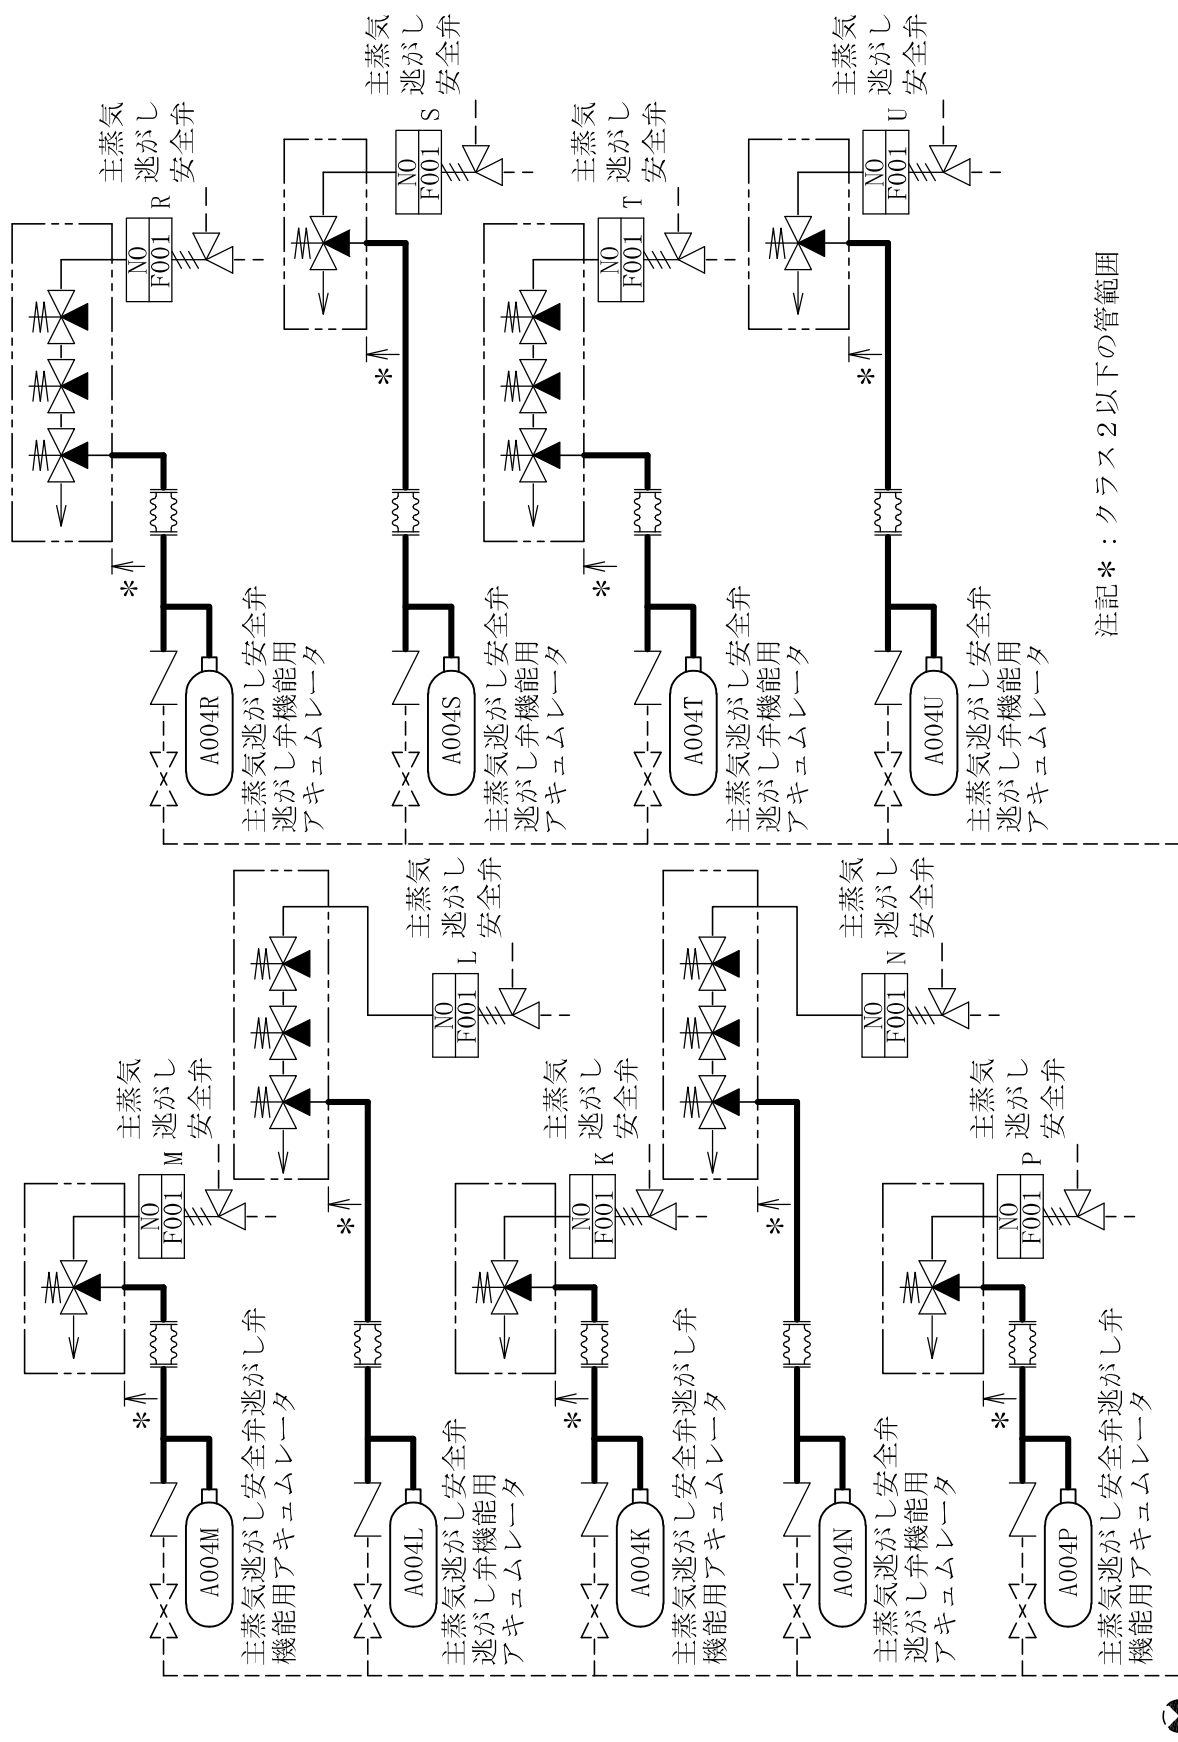 主蒸気
逃がし
安全弁
NO
F001
M
A004M
主蒸気逃がし安全弁逃がし弁
機能用アキュムレータ
主蒸気
逃がし
安全弁
NO
F001
L
A004L
主蒸気逃がし安全弁
逃がし弁機能用
アキュムレータ
主蒸気
逃がし
安全弁
NO
F001
K
A004K
主蒸気逃がし安全弁逃がし弁
機能用アキュムレータ
主蒸気
逃がし
安全弁
NO
F001
N
A004N
主蒸気逃がし安全弁
逃がし弁機能用
アキュムレータ
主蒸気
逃がし
安全弁
NO
F001
P
A004P
主蒸気逃がし安全弁逃がし弁
機能用アキュムレータ
主蒸気
逃がし
安全弁
NO
F001
R
A004R
主蒸気逃がし安全弁
逃がし弁機能用
アキュムレータ
主蒸気
逃がし
安全弁
NO
F001
S
A004S
主蒸気逃がし安全弁
逃がし弁機能用
アキュムレータ
主蒸気
逃がし
安全弁
NO
F001
T
A004T
主蒸気逃がし安全弁
逃がし弁機能用
アキュムレータ
主蒸気
逃がし
安全弁
NO
F001
U
A004U
主蒸気逃がし安全弁
逃がし弁機能用
アキュムレータ
*
*
*
*
*
*
*
*
*
注記*：クラス２以下の管範囲